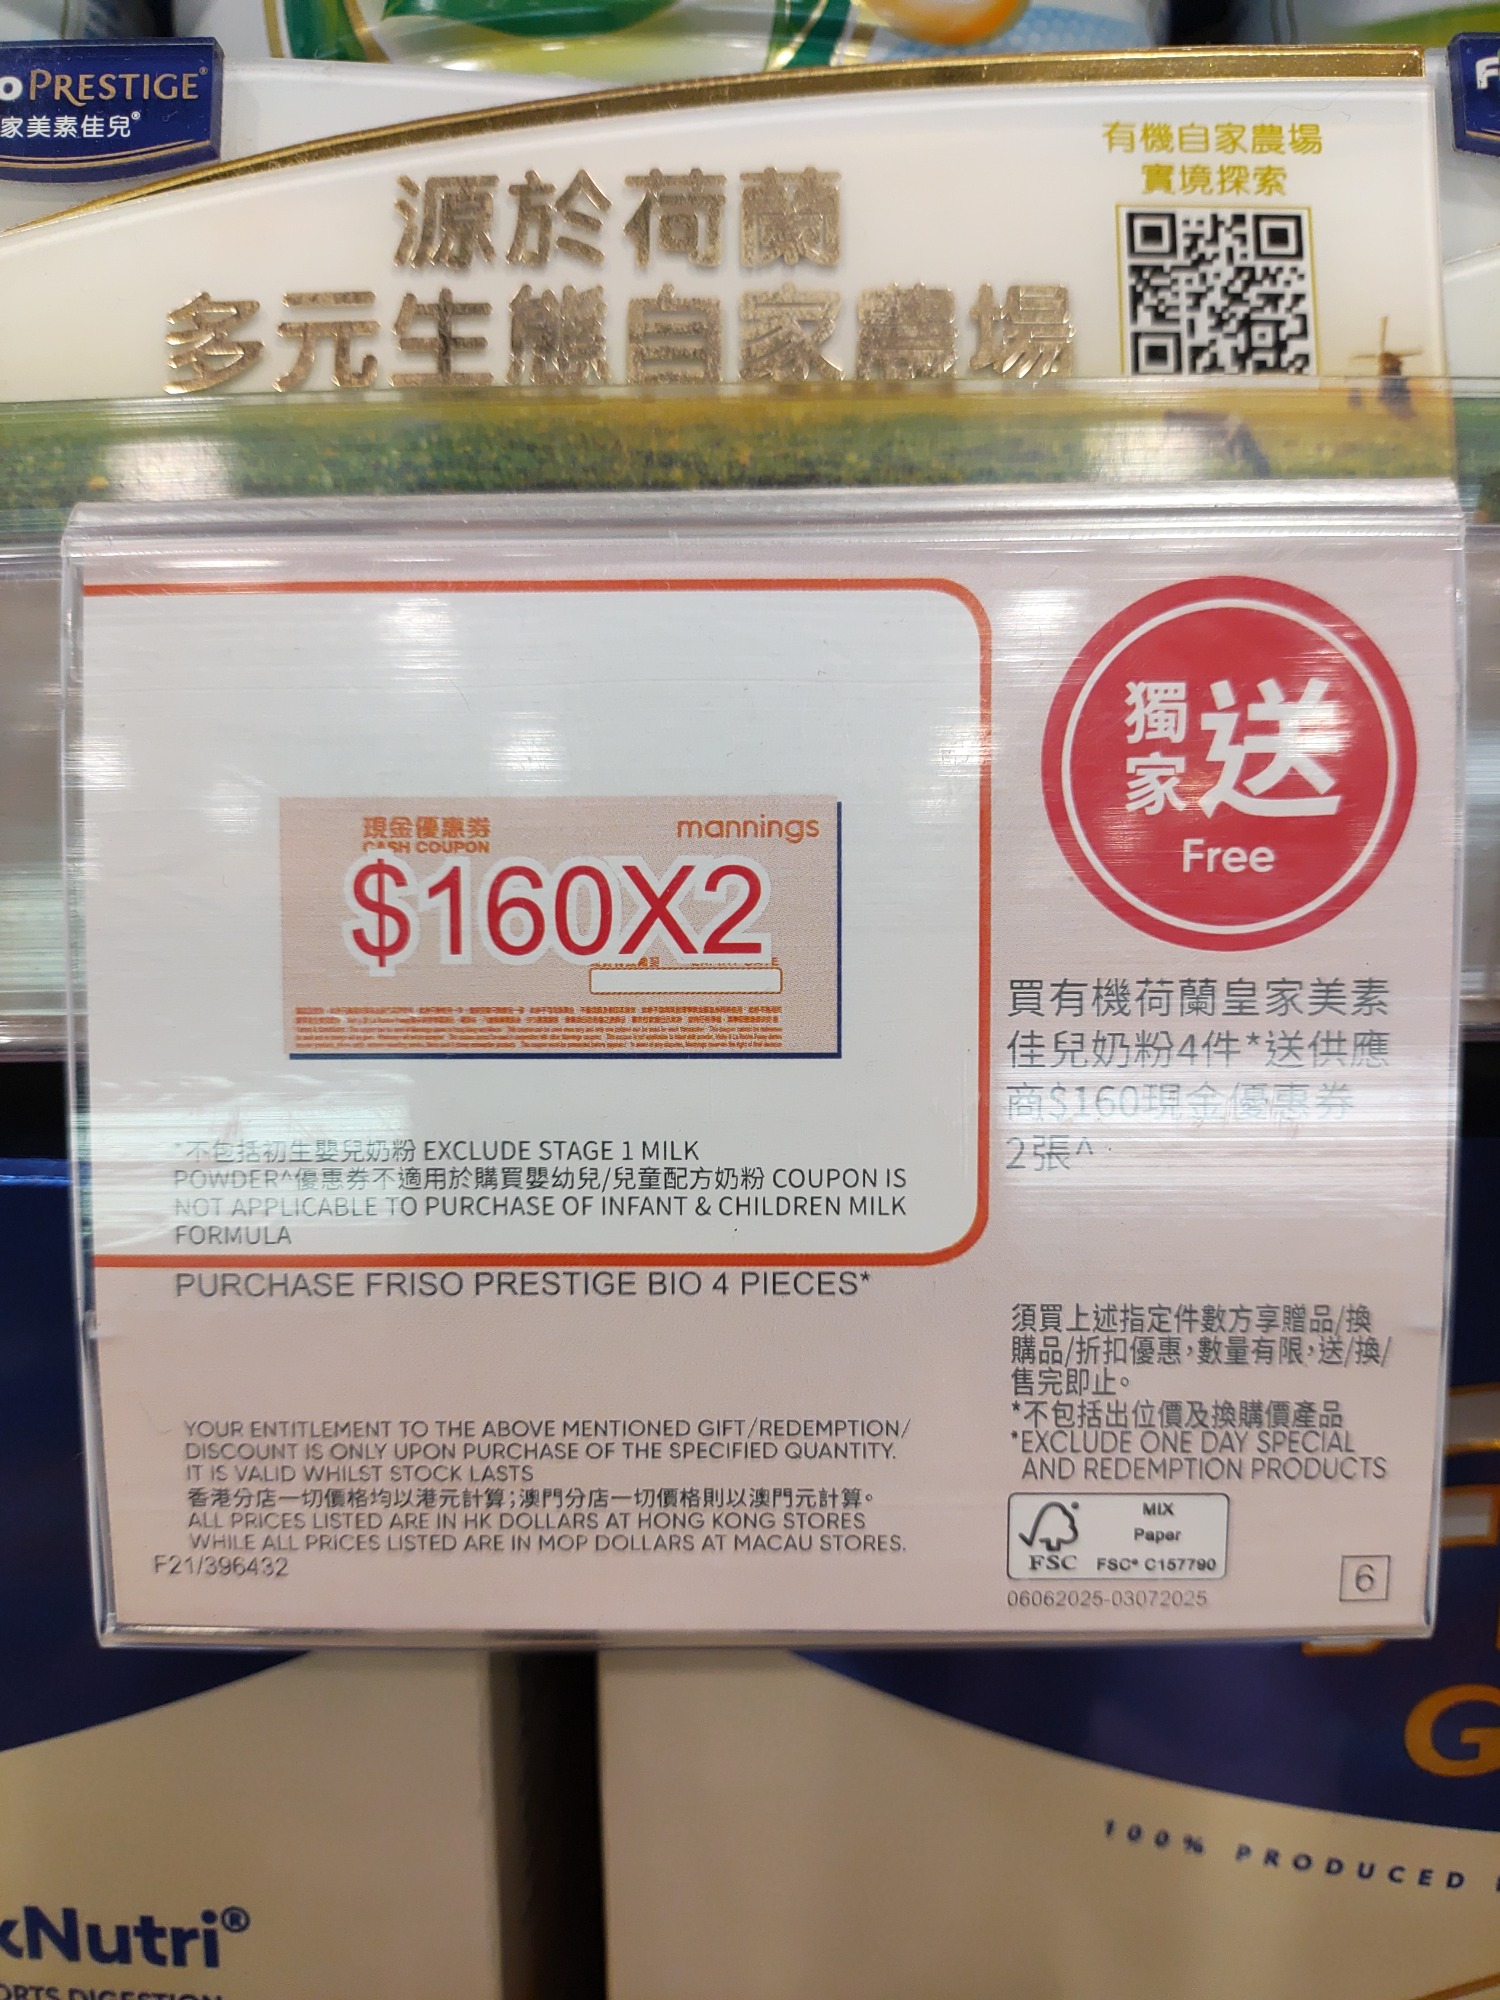 PRESTIGE®
家美素佳兒®
有機自家農場
實境探索
源於荷蘭
多元生態自家農場
獨家送
Free
現金優惠券
CASH COUPON
mannings
$160X2
買有機荷蘭皇家美素
佳兒奶粉4件*送供應
商$160現金優惠券
2張^
*不包括初生嬰兒奶粉 EXCLUDE STAGE 1 MILK
POWDER^優惠券不適用於購買嬰幼兒/兒童配方奶粉 COUPON IS
NOT APPLICABLE TO PURCHASE OF INFANT & CHILDREN MILK
FORMULA
PURCHASE FRISO PRESTIGE BIO 4 PIECES*
須買上述指定件數方享贈品/換
購品/折扣優惠,數量有限,送/換/
售完即止。
*不包括出位價及換購價產品
*EXCLUDE ONE DAY SPECIAL
AND REDEMPTION PRODUCTS
YOUR ENTITLEMENT TO THE ABOVE MENTIONED GIFT/REDEMPTION/
DISCOUNT IS ONLY UPON PURCHASE OF THE SPECIFIED QUANTITY.
IT IS VALID WHILST STOCK LASTS
香港分店一切價格均以港元計算;澳門分店一切價格則以澳門元計算。
ALL PRICES LISTED ARE IN HK DOLLARS AT HONG KONG STORES
WHILE ALL PRICES LISTED ARE IN MOP DOLLARS AT MACAU STORES.
F21/396432
MIX
Paper
FSC
FSC® C157790
06062025-03072025
6
G
100% PRODUCED
Nutri®
DIGESTION